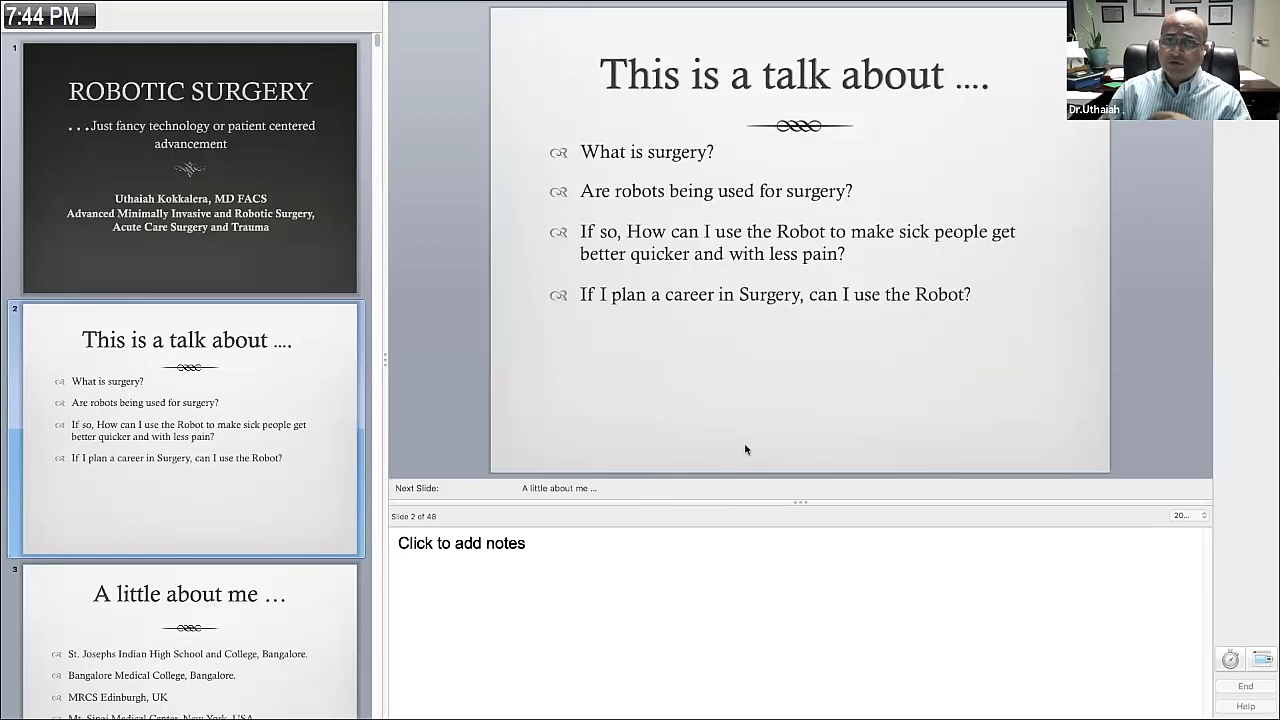 7:44 PM
1
ROBOTIC SURGERY
...Just fancy technology or patient centered
advancement
Uthaiah Kokkalera, MD FACS
Advanced Minimally Invasive and Robotic Surgery,
Acute Care Surgery and Trauma
2
This is a talk about ....
What is surgery?
Are robots being used for surgery?
If so, How can I use the Robot to make sick people get
better quicker and with less pain?
If I plan a career in Surgery, can I use the Robot?
3
A little about me ...
St. Josephs Indian High School and College, Bangalore.
Bangalore Medical College, Bangalore.
MRCS Edinburgh, UK
Mt. Sinai Medical Center, New York, USA
This is a talk about ....
What is surgery?
Are robots being used for surgery?
If so, How can I use the Robot to make sick people get
better quicker and with less pain?
If I plan a career in Surgery, can I use the Robot?
Dr.Uthaiah
Next Slide: A little about me ...
Slide 2 of 48
20...
Click to add notes
End
Help